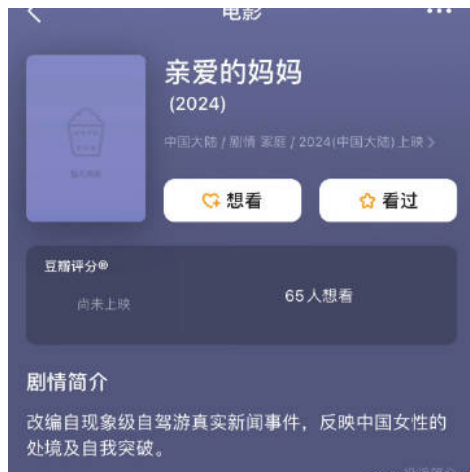 电影
亲爱的妈妈
(2024)
中国大陆 / 剧情 家庭 / 2024(中国大陆)上映
想看
看过
豆瓣评分®
尚未上映
65人想看
剧情简介
改编自现象级自驾游真实新闻事件，反映中国女性的
处境及自我突破。